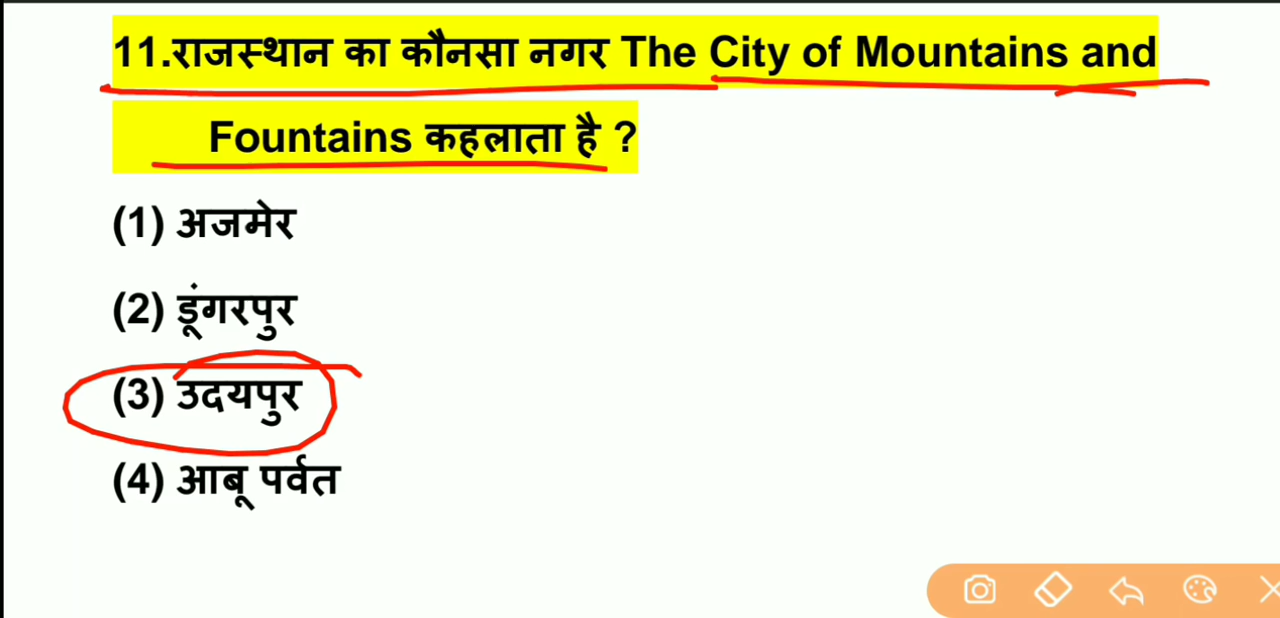 11.राजस्थान का कौनसा नगर The City of Mountains and
Fountains कहलाता है ?
(1) अजमेर
(2) डूंगरपुर
(3) उदयपुर
(4) आबू पर्वत